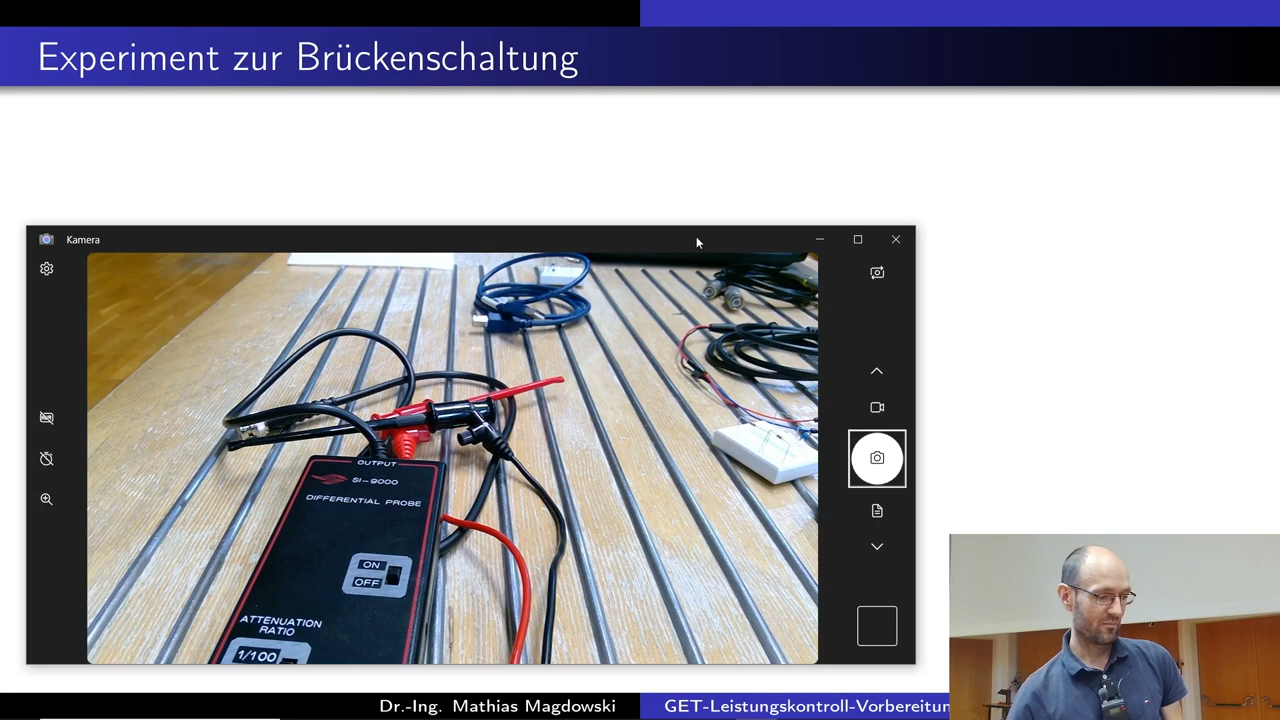 Experiment zur Brückenschaltung
Kamera
OUTPUT
SI-9000
DIFFERENTIAL PROBE
ON
OFF
ATTENUATION
RATIO
1/100
Dr.-Ing. Mathias Magdowski
GET-Leistungskontroll-Vorbereitun